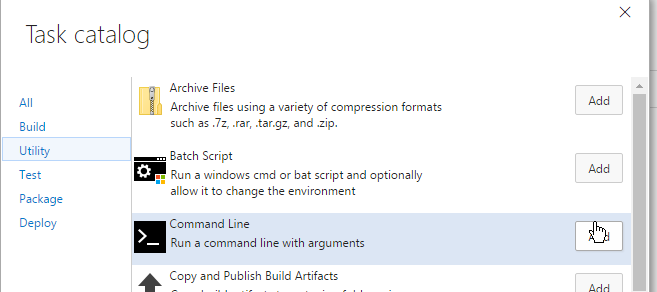 Task catalog
All
Build
Utility
Test
Package
Deploy
Archive Files
Archive files using a variety of compression formats
such as .7z, .rar, .tar.gz, and .zip.
Add
Batch Script
Run a windows cmd or bat script and optionally
allow it to change the environment
Add
Command Line
Run a command line with arguments
Copy and Publish Build Artifacts
Add